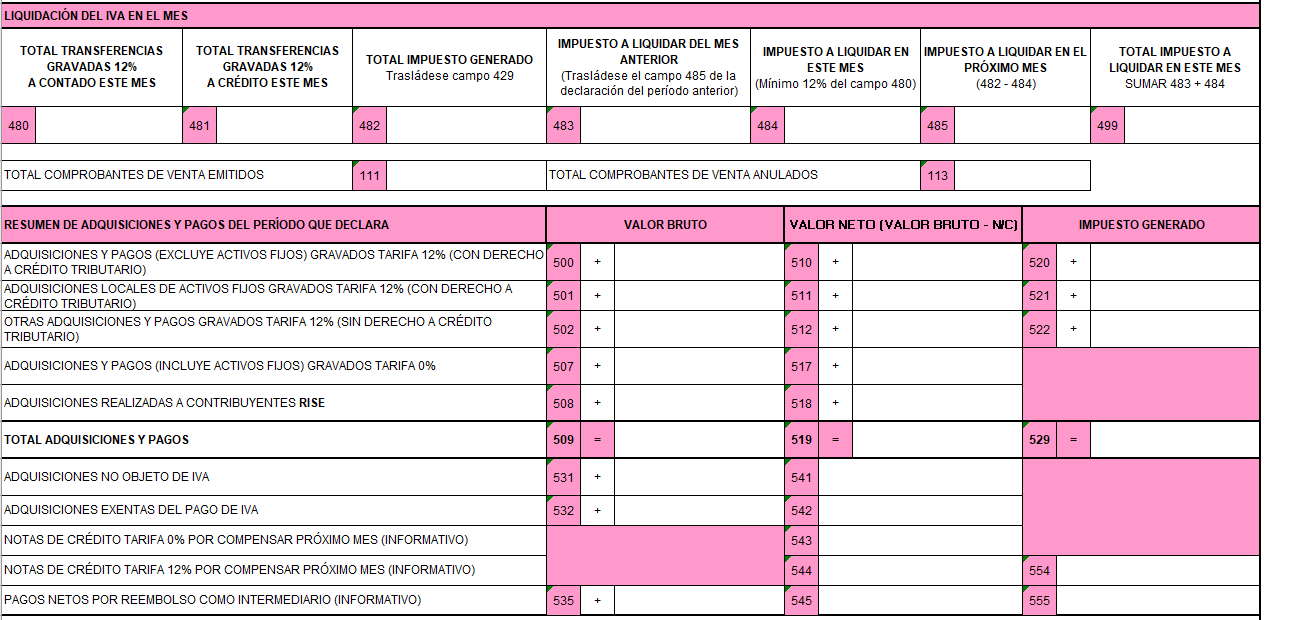 LIQUIDACIÓN DEL IVA EN EL MES
TOTAL TRANSFERENCIAS
GRAVADAS 12%
A CONTADO ESTE MES
TOTAL TRANSFERENCIAS
GRAVADAS 12%
A CRÉDITO ESTE MES
TOTAL IMPUESTO GENERADO
Trasládese campo 429
IMPUESTO A LIQUIDAR DEL MES
ANTERIOR
(Trasládese el campo 485 de la
declaración del período anterior)
IMPUESTO A LIQUIDAR EN
ESTE MES
(Mínimo 12% del campo 480)
IMPUESTO A LIQUIDAR EN EL
PRÓXIMO MES
(482 - 484)
TOTAL IMPUESTO A
LIQUIDAR EN ESTE MES
SUMAR 483 + 484
480 481 482 483 484 485 499
TOTAL COMPROBANTES DE VENTA EMITIDOS 111 TOTAL COMPROBANTES DE VENTA ANULADOS 113
RESUMEN DE ADQUISICIONES Y PAGOS DEL PERÍODO QUE DECLARA VALOR BRUTO VALOR NETO (VALOR BRUTO - N/C) IMPUESTO GENERADO
ADQUISICIONES Y PAGOS (EXCLUYE ACTIVOS FIJOS) GRAVADOS TARIFA 12% (CON DERECHO
A CRÉDITO TRIBUTARIO)
500 + 510 + 520 +
ADQUISICIONES LOCALES DE ACTIVOS FIJOS GRAVADOS TARIFA 12% (CON DERECHO A
CRÉDITO TRIBUTARIO)
501 + 511 + 521 +
OTRAS ADQUISICIONES Y PAGOS GRAVADOS TARIFA 12% (SIN DERECHO A CRÉDITO
TRIBUTARIO)
502 + 512 + 522 +
ADQUISICIONES Y PAGOS (INCLUYE ACTIVOS FIJOS) GRAVADOS TARIFA 0% 507 + 517 +
ADQUISICIONES REALIZADAS A CONTRIBUYENTES RISE 508 + 518 +
TOTAL ADQUISICIONES Y PAGOS 509 = 519 = 529 =
ADQUISICIONES NO OBJETO DE IVA 531 + 541
ADQUISICIONES EXENTAS DEL PAGO DE IVA 532 + 542
NOTAS DE CRÉDITO TARIFA 0% POR COMPENSAR PRÓXIMO MES (INFORMATIVO) 543
NOTAS DE CRÉDITO TARIFA 12% POR COMPENSAR PRÓXIMO MES (INFORMATIVO) 544 554
PAGOS NETOS POR REEMBOLSO COMO INTERMEDIARIO (INFORMATIVO) 535 + 545 555